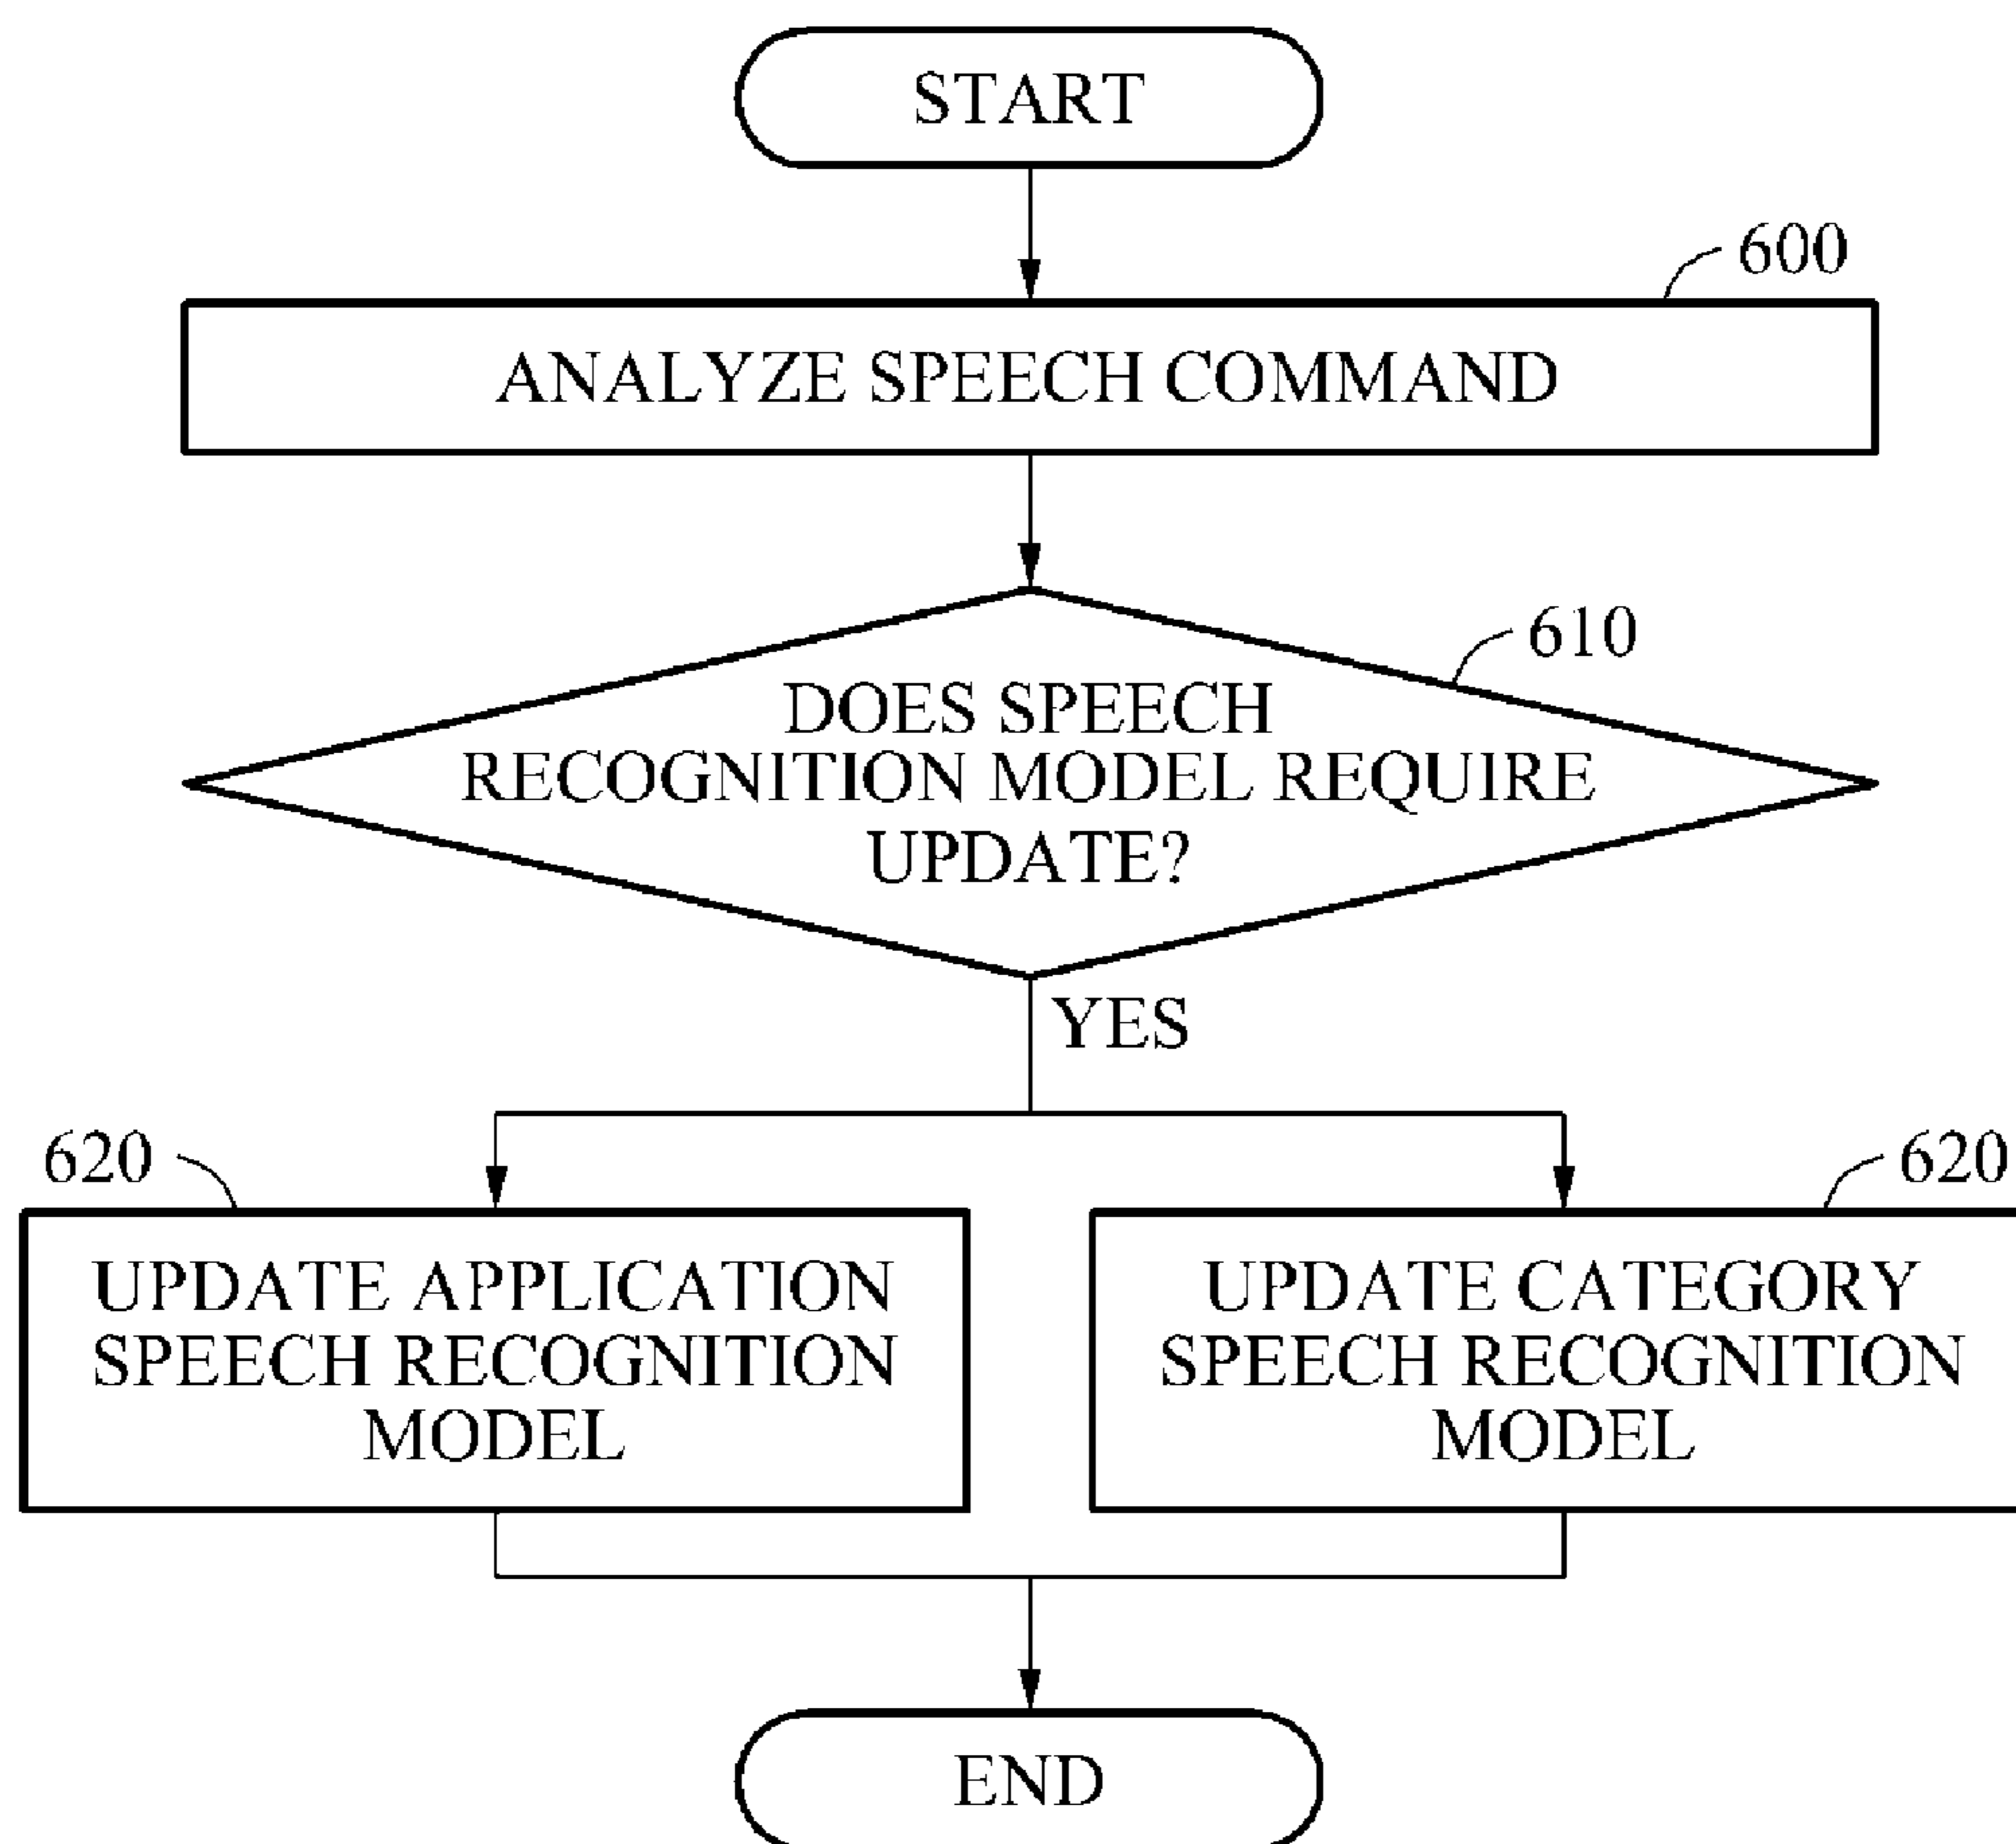 START
600
ANALYZE SPEECH COMMAND
610
DOES SPEECH
RECOGNITION MODEL REQUIRE
UPDATE?
YES
620
UPDATE APPLICATION
SPEECH RECOGNITION
MODEL
620
UPDATE CATEGORY
SPEECH RECOGNITION
MODEL
END